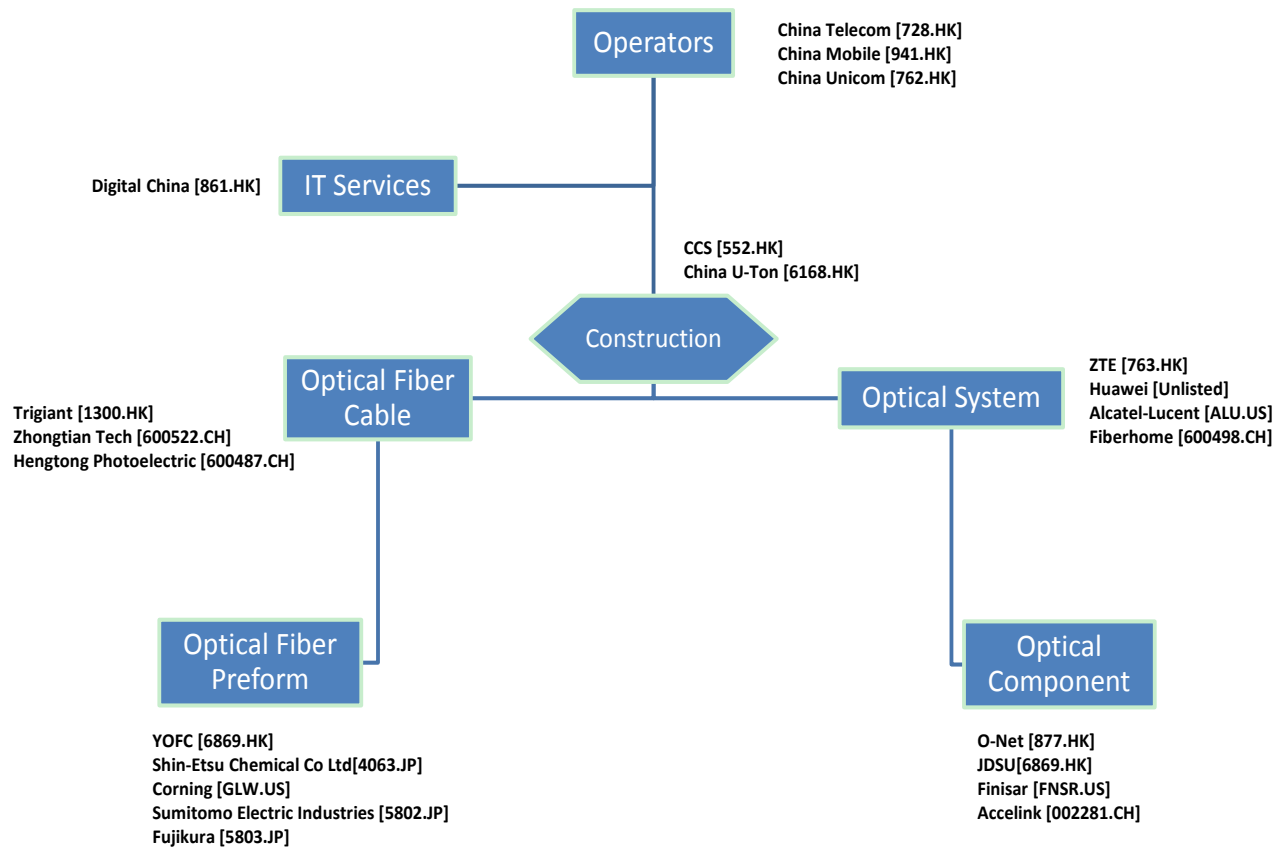 Operators
China Telecom [728.HK]
China Mobile [941.HK]
China Unicom [762.HK]
Digital China [861.HK]
IT Services
CCS [552.HK]
China U-Ton [6168.HK]
Construction
Optical Fiber
Cable
Trigiant [1300.HK]
Zhongtian Tech [600522.CH]
Hengtong Photoelectric [600487.CH]
Optical System
ZTE [763.HK]
Huawei [Unlisted]
Alcatel-Lucent [ALU.US]
Fiberhome [600498.CH]
Optical Fiber
Preform
YOFC [6869.HK]
Shin-Etsu Chemical Co Ltd[4063.JP]
Corning [GLW.US]
Sumitomo Electric Industries [5802.JP]
Fujikura [5803.JP]
Optical
Component
O-Net [877.HK]
JDSU[6869.HK]
Finisar [FNSR.US]
Accelink [002281.CH]